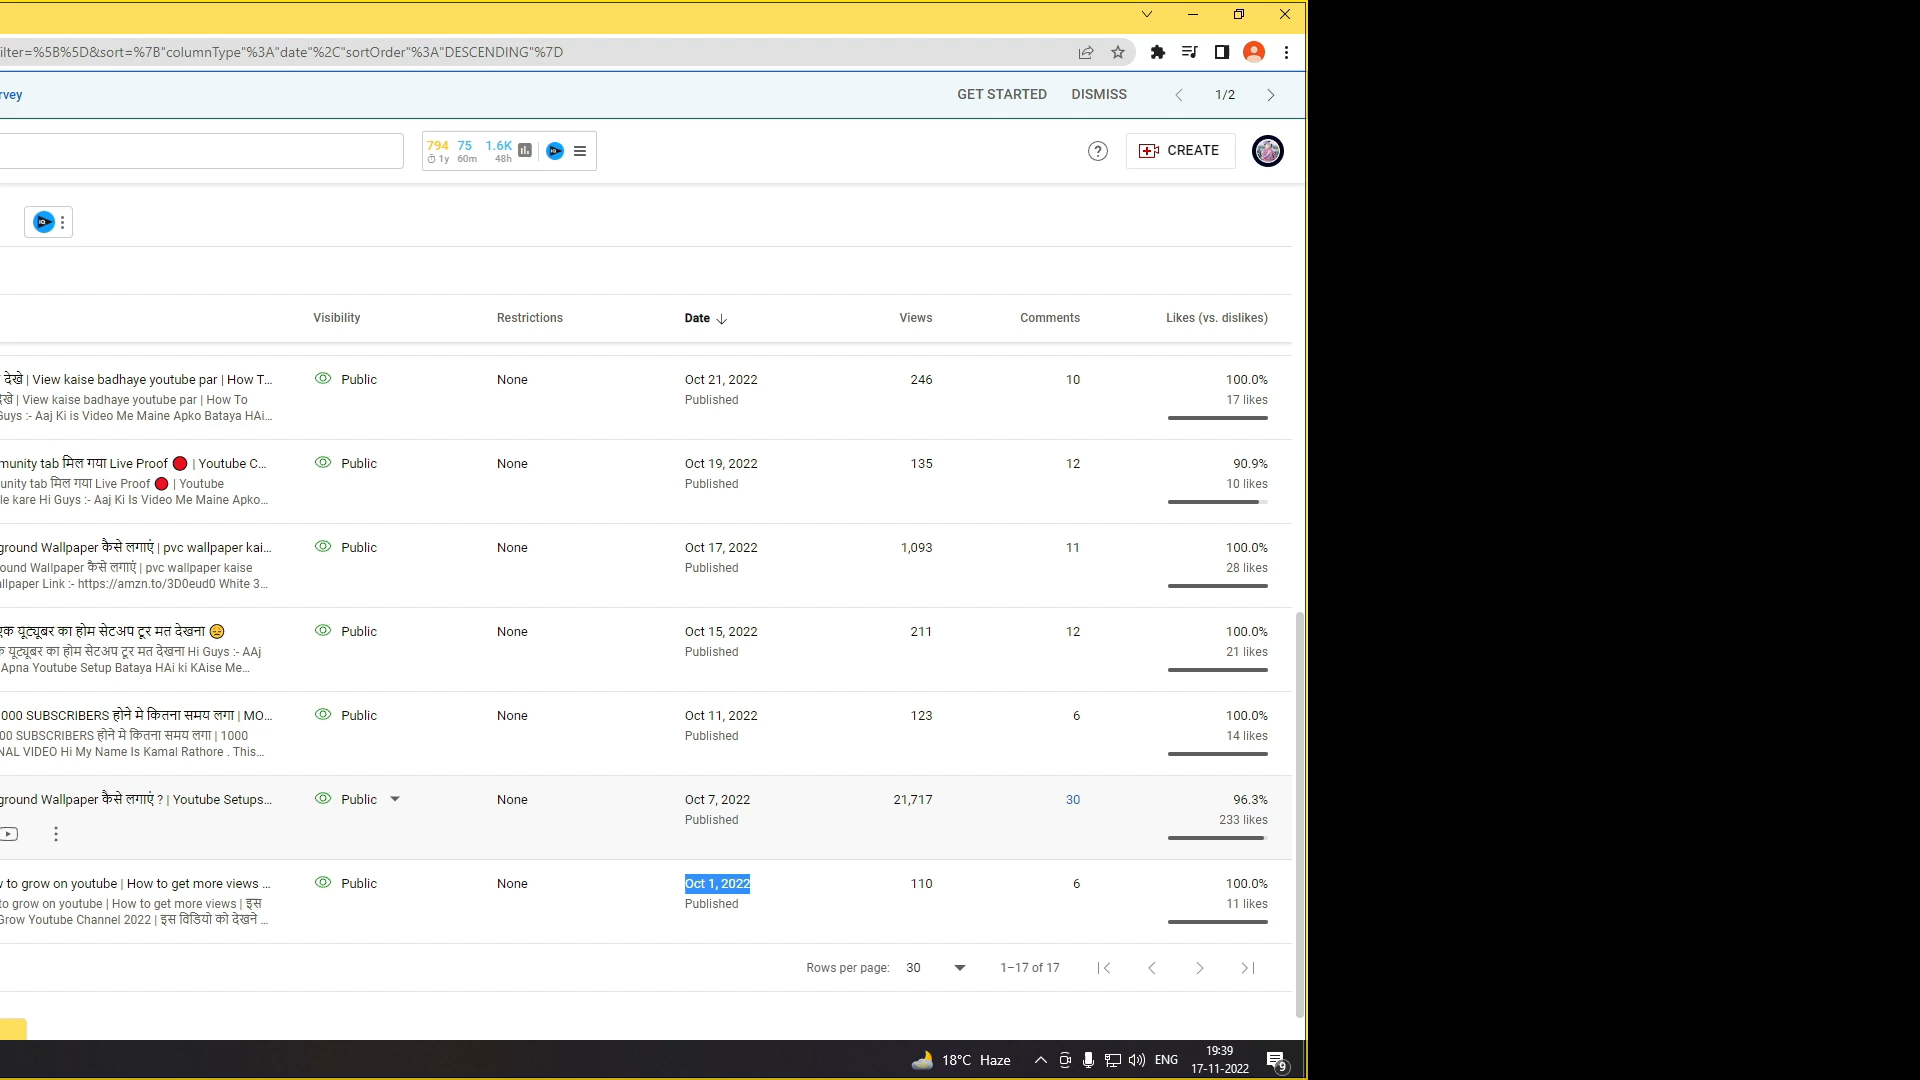 ilter=%5B%5D&sort=%7B"columnType"%3A"date"%2C"sortOrder"%3A"DESCENDING"%7D
rvey GET STARTED DISMISS 1/2
794 75 1.6K
1y 60m 48h
CREATE
Visibility Restrictions Date Views Comments Likes (vs. dislikes)
देखे | View kaise badhaye youtube par | How T... Public None Oct 21, 2022 246 10 100.0%
देखे | View kaise badhaye youtube par | How To Published 17 likes
Guys :- Aaj Ki is Video Me Maine Apko Bataya HAi...
munity tab मिल गया Live Proof 🔴 | Youtube C... Public None Oct 19, 2022 135 12 90.9%
unity tab मिल गया Live Proof 🔴 | Youtube Published 10 likes
le kare Hi Guys :- Aaj Ki Is Video Me Maine Apko...
ground Wallpaper कैसे लगाएं | pvc wallpaper kai... Public None Oct 17, 2022 1,093 11 100.0%
ound Wallpaper कैसे लगाएं | pvc wallpaper kaise Published 28 likes
llpaper Link :- https://amzn.to/3D0eud0 White 3...
एक यूट्यूबर का होम सेटअप टूर मत देखना 😑 Public None Oct 15, 2022 211 12 100.0%
क यूट्यूबर का होम सेटअप टूर मत देखना Hi Guys :- AAj Published 21 likes
Apna Youtube Setup Bataya HAi ki KAise Me...
000 SUBSCRIBERS होने मे कितना समय लगा | MO... Public None Oct 11, 2022 123 6 100.0%
00 SUBSCRIBERS होने मे कितना समय लगा | 1000 Published 14 likes
NAL VIDEO Hi My Name Is Kamal Rathore . This...
ground Wallpaper कैसे लगाएं ? | Youtube Setups... Public None Oct 7, 2022 21,717 30 96.3%
Published 233 likes
w to grow on youtube | How to get more views ... Public None Oct 1, 2022 110 6 100.0%
to grow on youtube | How to get more views | इस Published 11 likes
Grow Youtube Channel 2022 | इस विडियो को देखने ...
Rows per page: 30 1–17 of 17
18°C Haze ENG 19:39
17-11-2022 9